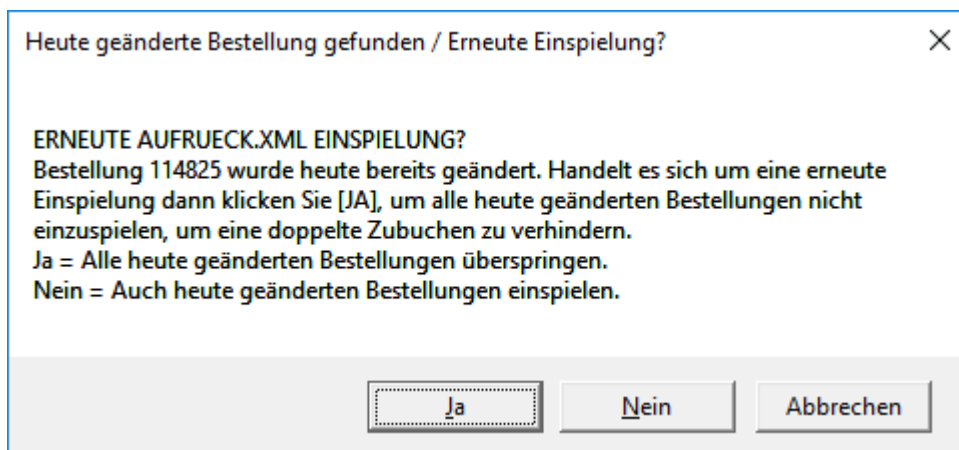 Heute geänderte Bestellung gefunden / Erneute Einspielung?
ERNEUTE AUFRUECK.XML EINSPIELUNG?
Bestellung 114825 wurde heute bereits geändert. Handelt es sich um eine erneute
Einspielung dann klicken Sie [JA], um alle heute geänderten Bestellungen nicht
einzuspielen, um eine doppelte Zubuchen zu verhindern.
Ja = Alle heute geänderten Bestellungen überspringen.
Nein = Auch heute geänderten Bestellungen einspielen.
Ja
Nein
Abbrechen